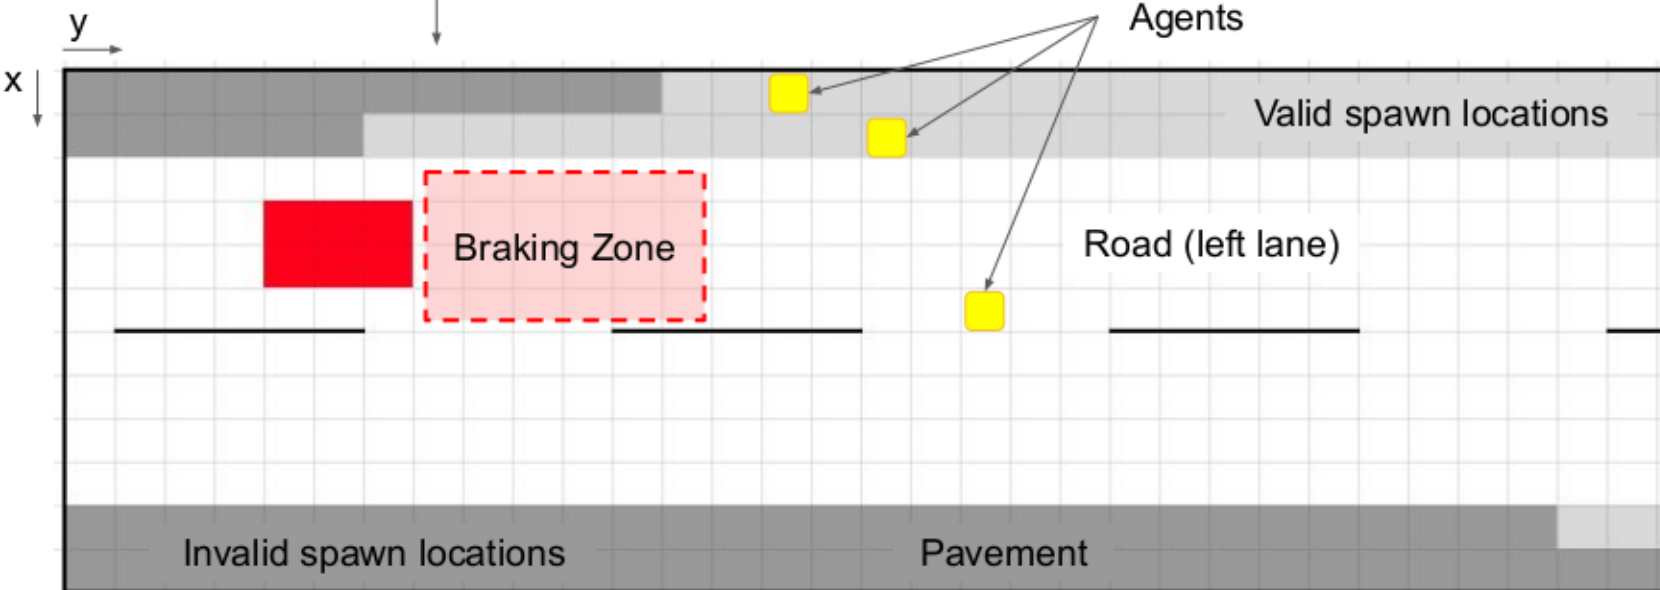 y
Agents
x
Valid spawn locations
Braking Zone
Road (left lane)
Invalid spawn locations
Pavement